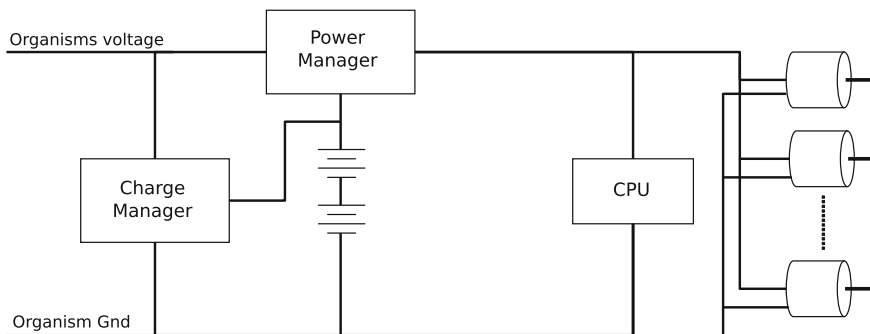 Organisms voltage
Power
Manager
Charge
Manager
CPU
Organism Gnd